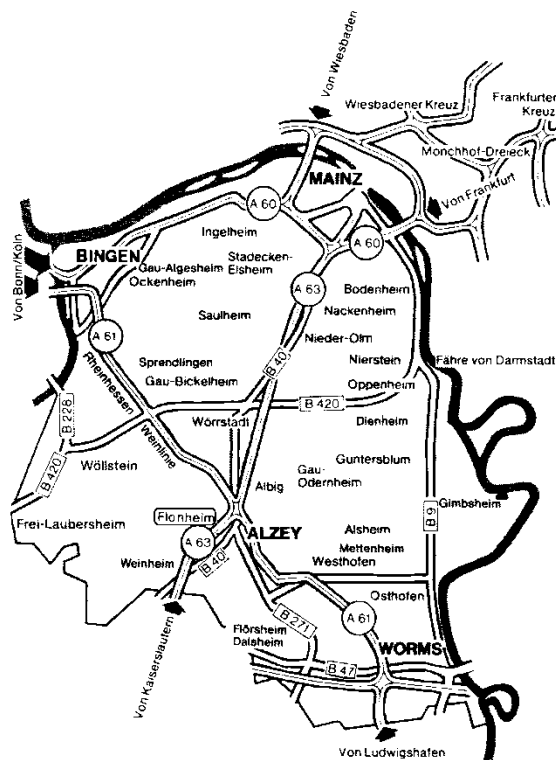 Von Wiesbaden
Wiesbadener Kreuz
Frankfurter
Kreuz
Mönchhof-Dreieck
MAINZ
Von Frankfurt
A 60
Ingelheim
A 60
BINGEN
Stadecken-
Elsheim
Gau-Algesheim
Ockenheim
Von Bonn/Köln
A 63
Bodenheim
Nackenheim
Saulheim
A 61
Nieder-Olm
Nierstein
Fähre von Darmstadt
Sprendlingen
Gau-Bickelheim
B 40
Oppenheim
Rheinhessen
Weinlinie
B 228
B 420
Wörrstadt
Dienheim
B 420
Wöllstein
Guntersblum
Albig
Gau-
Odernheim
Gimbsheim
B 9
Frei-Laubersheim
Flonheim
ALZEY
Alsheim
A 63
Mettenheim
Weinheim
B 40
Westhofen
Osthofen
A 61
B 271
Flörsheim
Dalsheim
WORMS
B 47
Von Kaiserslautern
Von Ludwigshafen